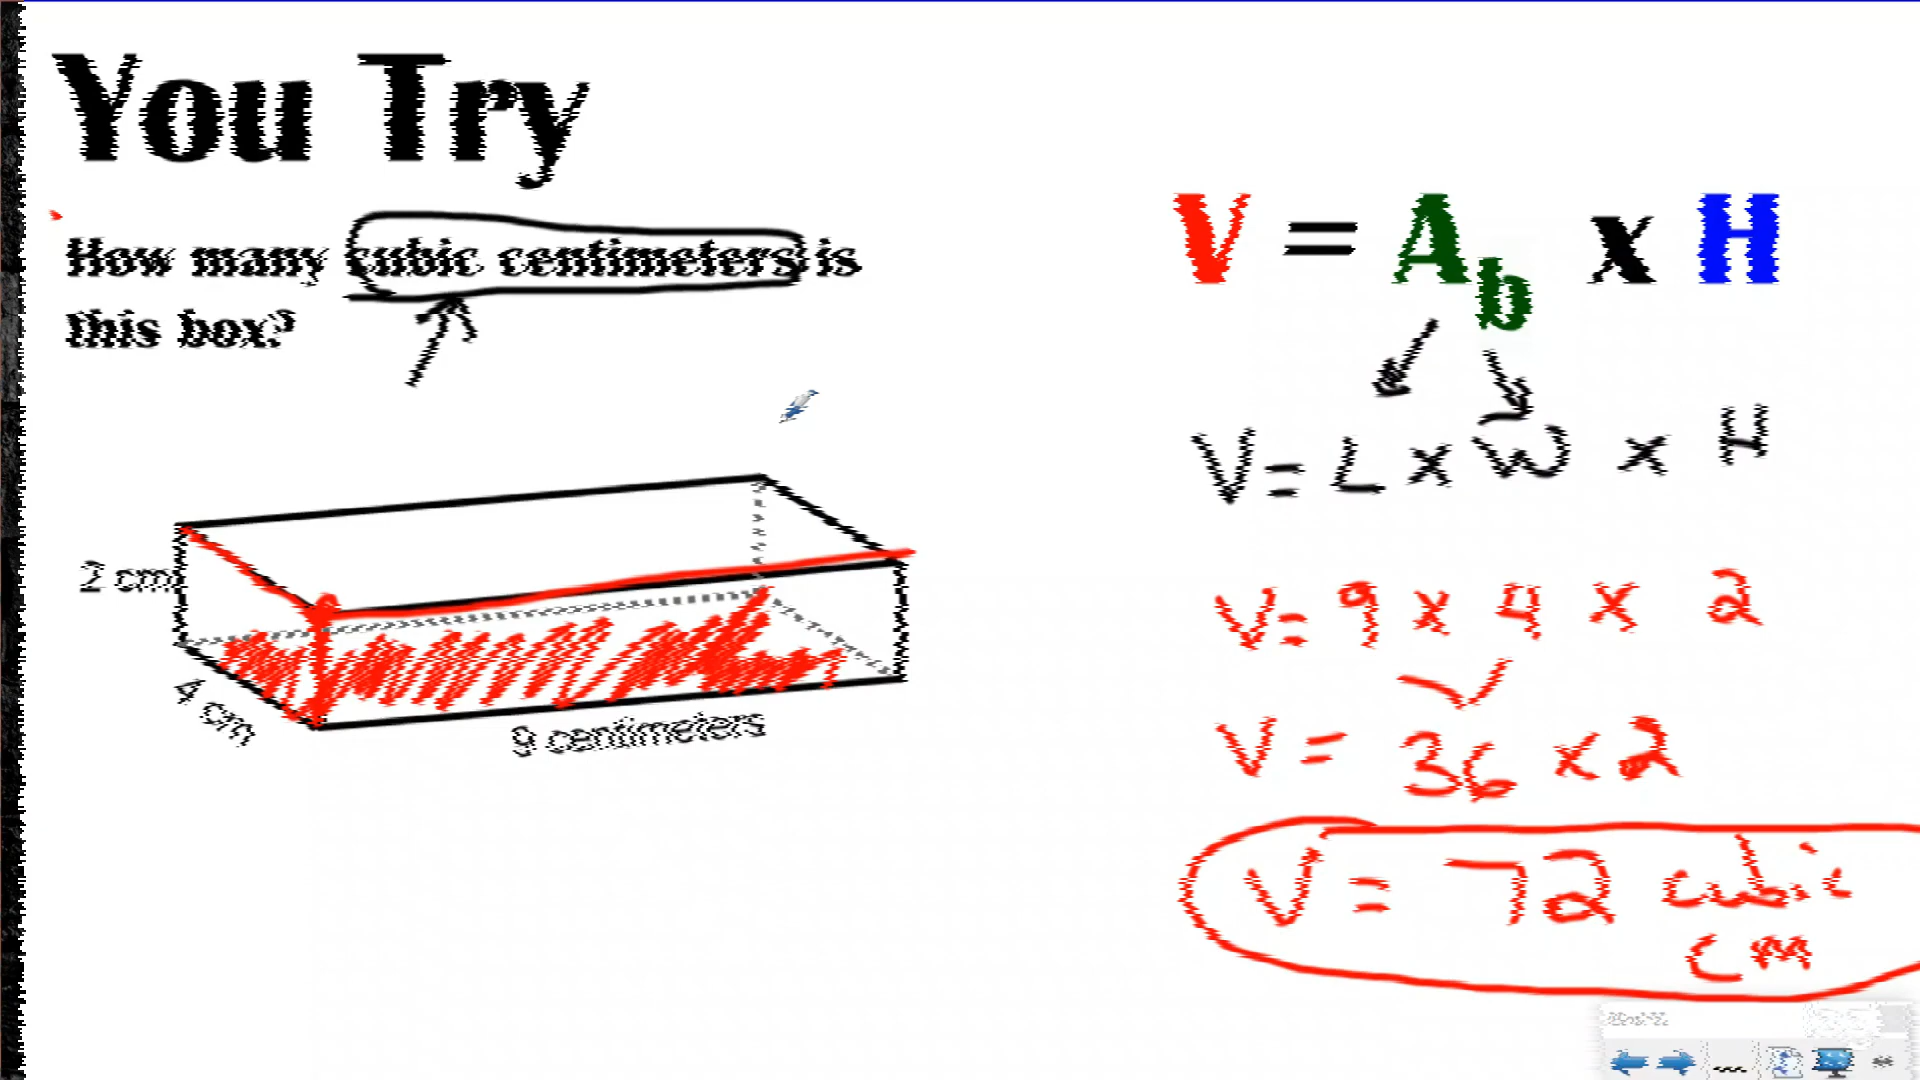 You Try
How many cubic centimeters is
this box?
2 cm
4 cm
9 centimeters
V = Ab x H
V = L x W x H
V = 9 x 4 x 2
V = 36 x 2
V = 72 cubic
cm